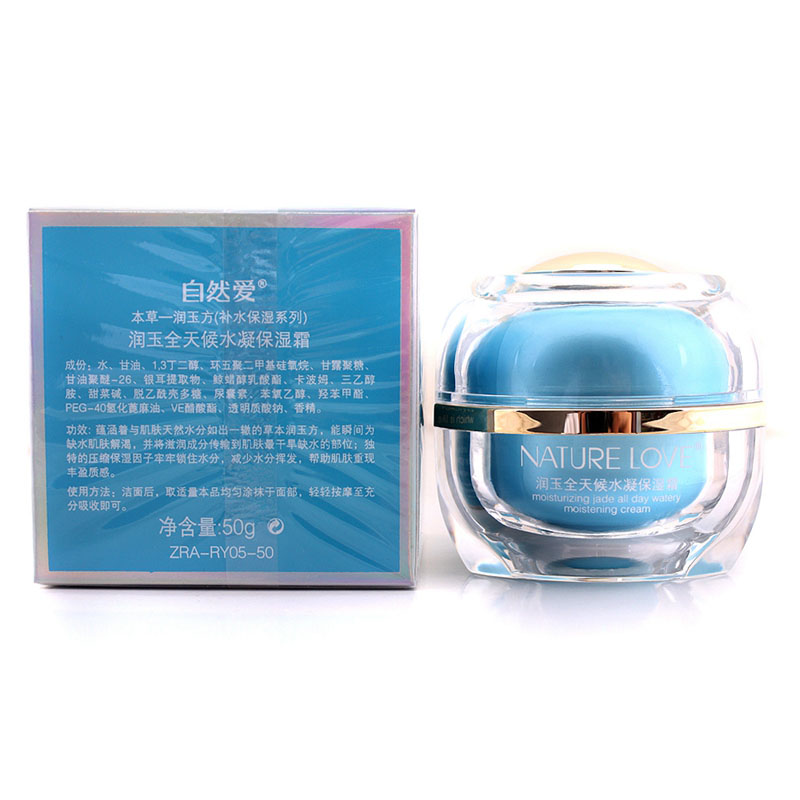 自然爱®
本草—润玉方(补水保湿系列)
润玉全天候水凝保湿霜
成份：水、甘油、1,3丁二醇、环五聚二甲基硅氧烷、甘露聚糖、
甘油聚醚-26、银耳提取物、鲸蜡醇乳酸酯、卡波姆、三乙醇
胺、甜菜碱、脱乙酰壳多糖、尿囊素、苯氧乙醇、羟苯甲酯、
PEG-40氢化蓖麻油、VE醋酸酯、透明质酸钠、香精。
功效：蕴涵着与肌肤天然水分如出一辙的草本润玉方，能瞬间为
缺水肌肤解渴，并将滋润成分传输到肌肤最干旱缺水的部位；独
特的压缩保湿因子牢牢锁住水分，减少水分挥发，帮助肌肤重现
丰盈质感。
使用方法：洁面后，取适量本品均匀涂袜于面部，轻轻按摩至充
分吸收即可。
净含量:50g
ZRA-RY05-50
NATURE LOVE
润玉全天候水凝保湿霜
moisturizing jade all day watery
moistening cream